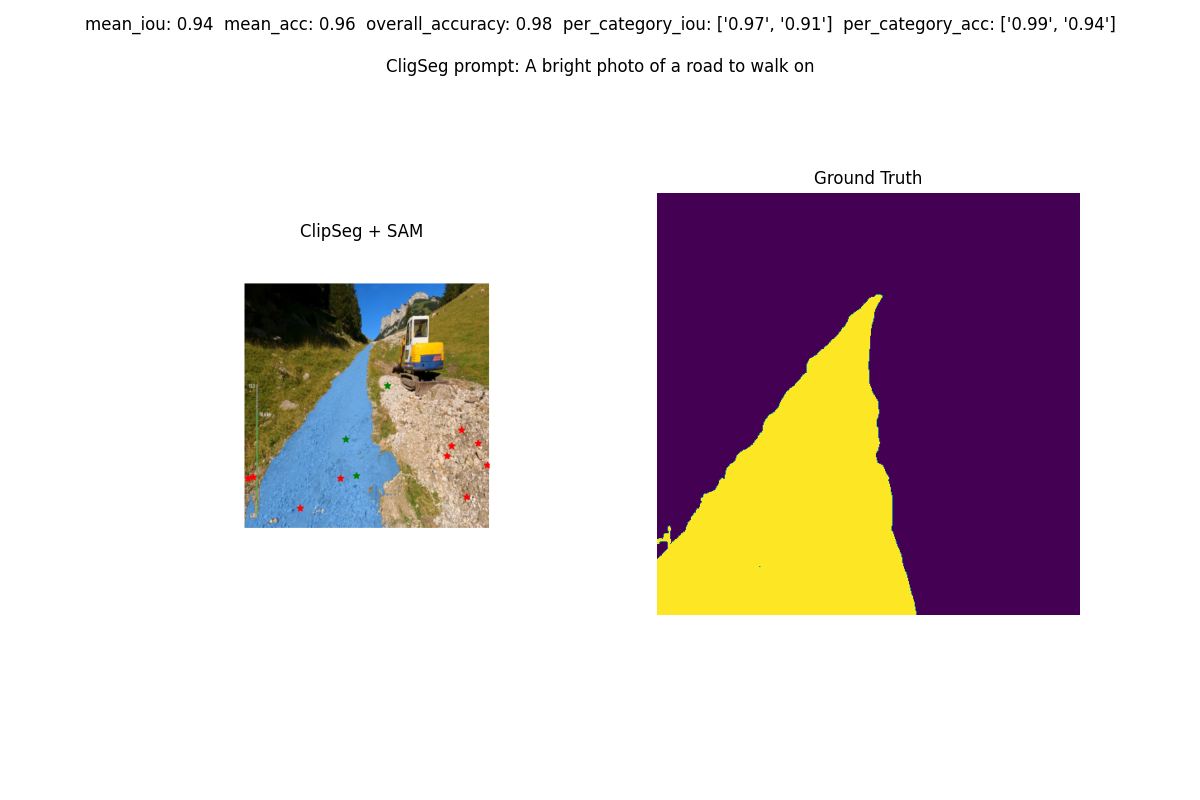 mean_iou: 0.94  mean_acc: 0.96  overall_accuracy: 0.98  per_category_iou: ['0.97', '0.91']  per_category_acc: ['0.99', '0.94']
CligSeg prompt: A bright photo of a road to walk on
Ground Truth
ClipSeg + SAM